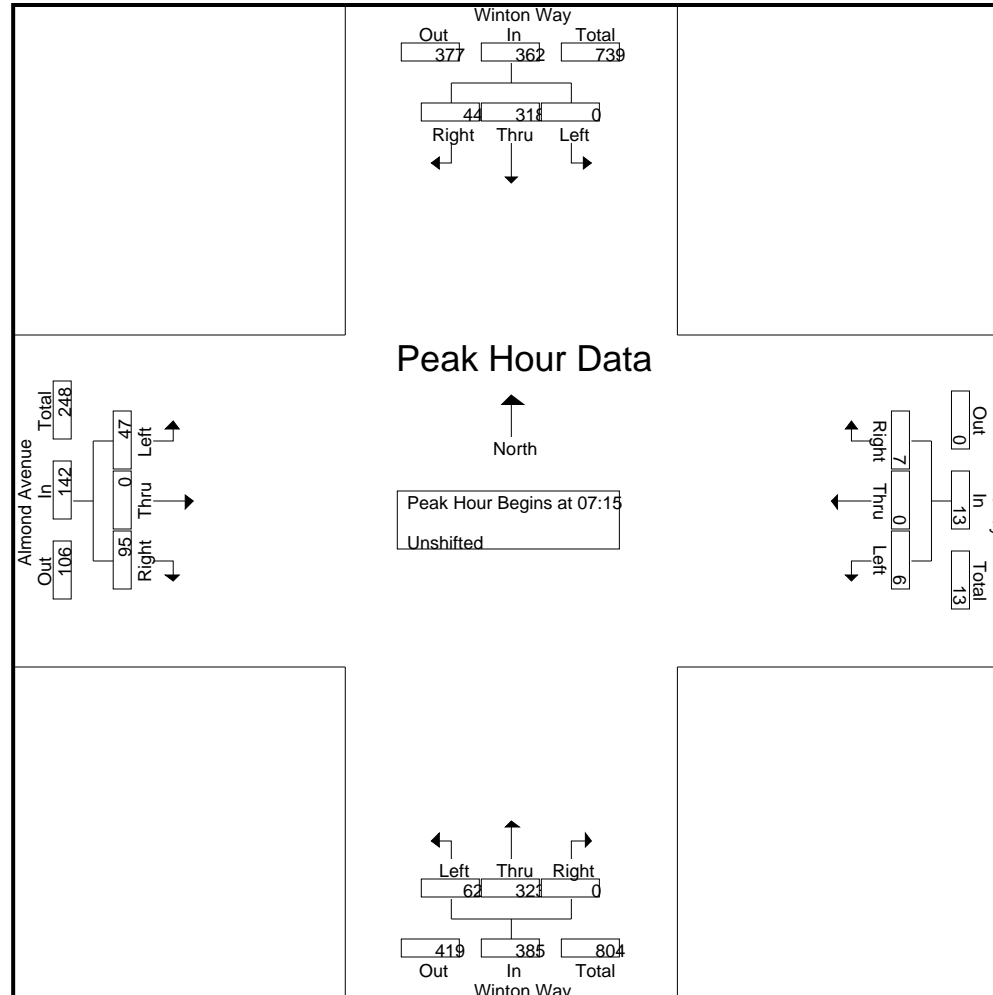 Winton Way
Out In Total
377 362 739
44 318 0
Right Thru Left
Peak Hour Data
North
Peak Hour Begins at 07:15
Unshifted
Almond Avenue
Total In Out
248 142 106
47 0 95
Left Thru Right
Right Thru Left
7 0 6
Out In Total
0 13 13
Left Thru Right
62 323 0
419 385 804
Out In Total
Winton Way